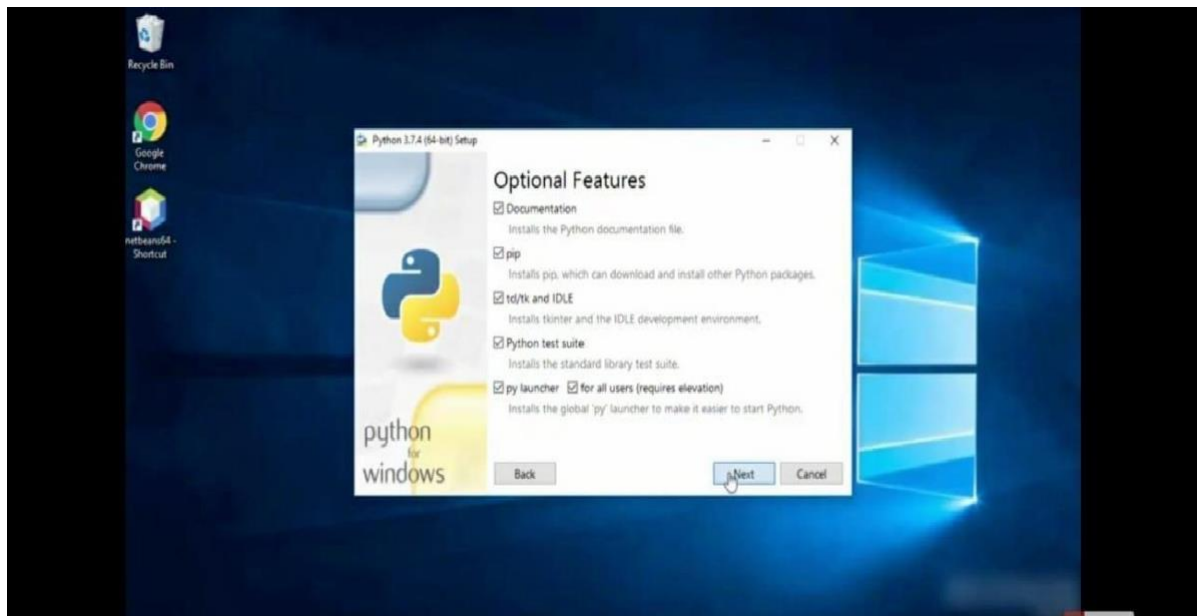 Recycle Bin
Google
Chrome
netbeans64 -
Shortcut
Python 3.7.4 (64-bit) Setup
Optional Features
Documentation
Installs the Python documentation file.
pip
Installs pip, which can download and install other Python packages.
tcl/tk and IDLE
Installs tkinter and the IDLE development environment.
Python test suite
Installs the standard library test suite.
py launcher for all users (requires elevation)
Installs the global 'py' launcher to make it easier to start Python.
python
for
windows
Back
Next
Cancel